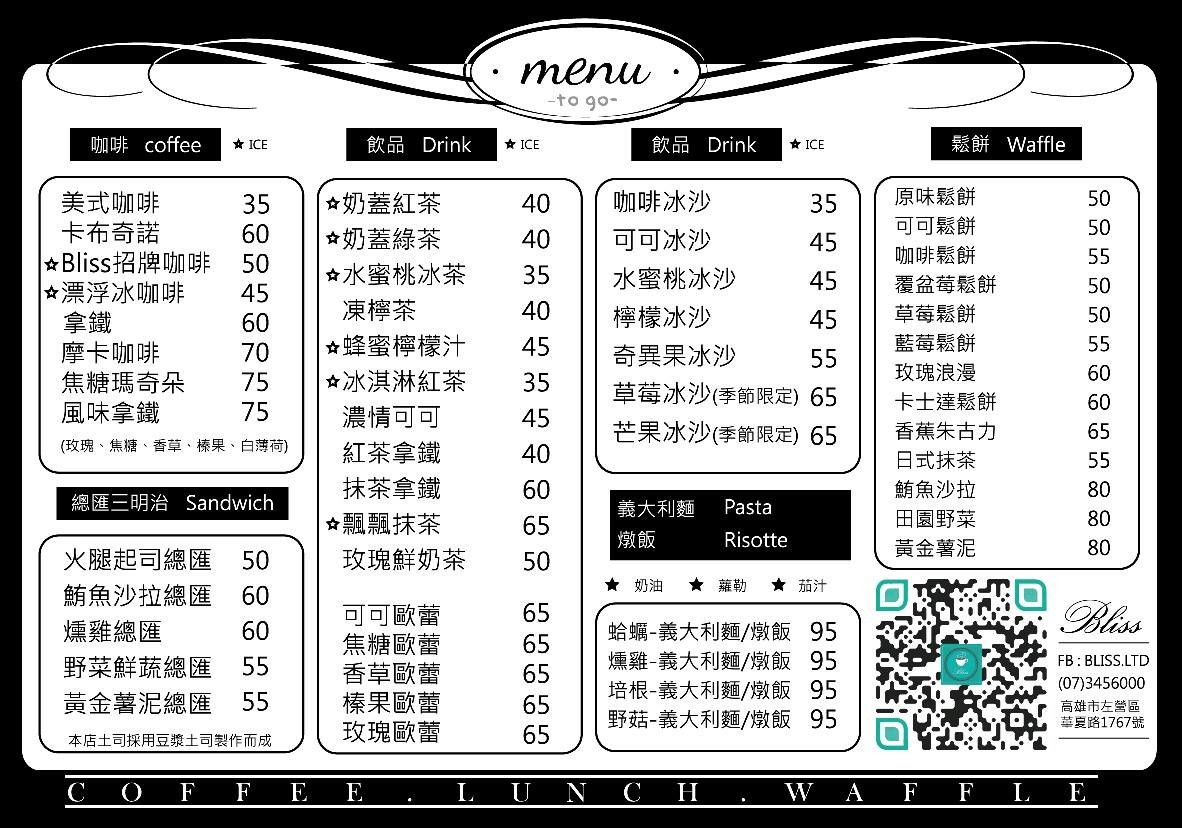 menu
-to go-
咖啡 coffee ★ ICE
美式咖啡 35
卡布奇諾 60
☆Bliss招牌咖啡 50
☆漂浮冰咖啡 45
拿鐵 60
摩卡咖啡 70
焦糖瑪奇朵 75
風味拿鐵 75
(玫瑰、焦糖、香草、榛果、白薄荷)
總匯三明治 Sandwich
火腿起司總匯 50
鮪魚沙拉總匯 60
燻雞總匯 60
野菜鮮蔬總匯 55
黃金薯泥總匯 55
本店土司採用豆漿土司製作而成
飲品 Drink ★ ICE
☆奶蓋紅茶 40
☆奶蓋綠茶 40
☆水蜜桃冰茶 35
凍檸茶 40
☆蜂蜜檸檬汁 45
☆冰淇淋紅茶 35
濃情可可 45
紅茶拿鐵 40
抹茶拿鐵 60
☆飄飄抹茶 65
玫瑰鮮奶茶 50
可可歐蕾 65
焦糖歐蕾 65
香草歐蕾 65
榛果歐蕾 65
玫瑰歐蕾 65
飲品 Drink ★ ICE
咖啡冰沙 35
可可冰沙 45
水蜜桃冰沙 45
檸檬冰沙 45
奇異果冰沙 55
草莓冰沙(季節限定) 65
芒果冰沙(季節限定) 65
義大利麵 Pasta
燉飯 Risotte
★ 奶油 ★ 蘿勒 ★ 茄汁
蛤蠣-義大利麵/燉飯 95
燻雞-義大利麵/燉飯 95
培根-義大利麵/燉飯 95
野菇-義大利麵/燉飯 95
鬆餅 Waffle
原味鬆餅 50
可可鬆餅 50
咖啡鬆餅 55
覆盆莓鬆餅 50
草莓鬆餅 50
藍莓鬆餅 55
玫瑰浪漫 60
卡士達鬆餅 60
香蕉朱古力 65
日式抹茶 55
鮪魚沙拉 80
田園野菜 80
黃金薯泥 80
Bliss
Bliss
FB : BLISS.LTD
(07)3456000
高雄市左營區
華夏路1767號
COFFEE.LUNCH.WAFFLE